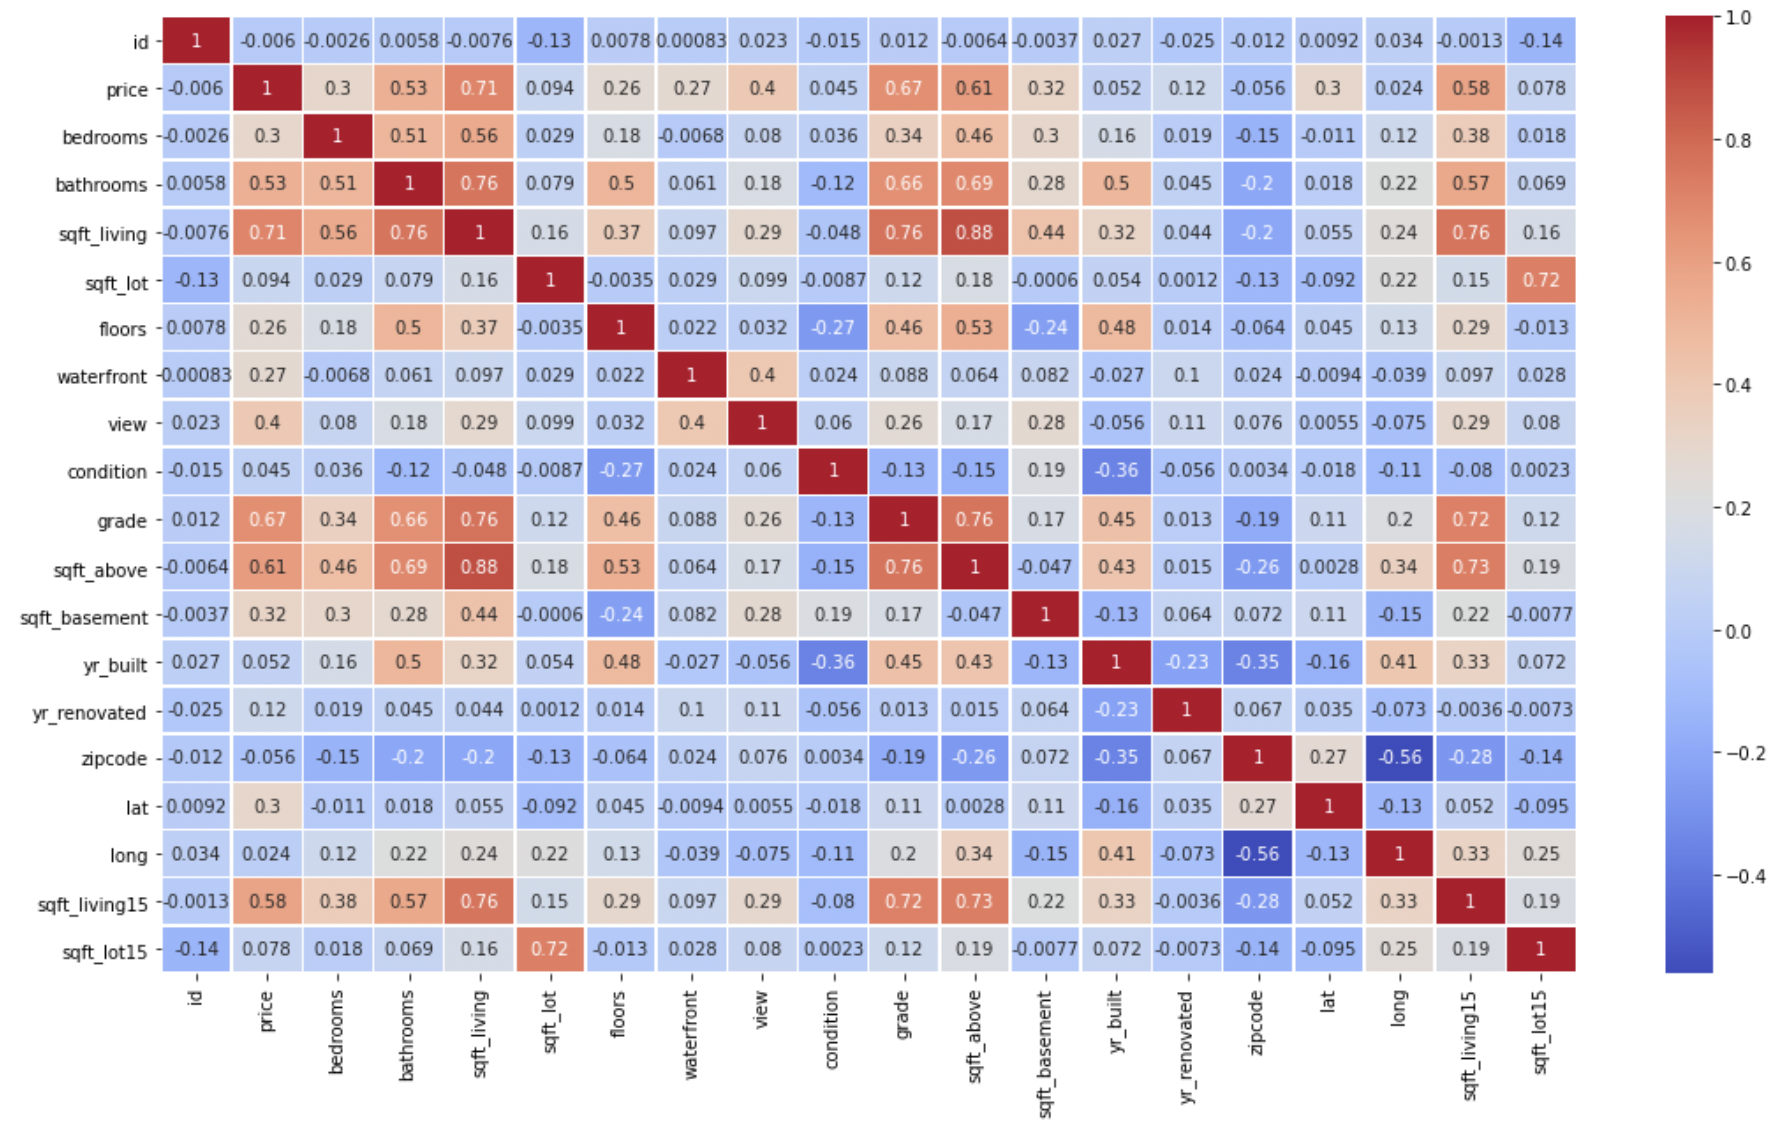 id 1 -0.006 -0.0026 0.0058 -0.0076 -0.13 0.0078 0.00083 0.023 -0.015 0.012 -0.0064 -0.0037 0.027 -0.025 -0.012 0.0092 0.034 -0.0013 -0.14
price -0.006 1 0.3 0.53 0.71 0.094 0.26 0.27 0.4 0.045 0.67 0.61 0.32 0.052 0.12 -0.056 0.3 0.024 0.58 0.078
bedrooms -0.0026 0.3 1 0.51 0.56 0.029 0.18 -0.0068 0.08 0.036 0.34 0.46 0.3 0.16 0.019 -0.15 -0.011 0.12 0.38 0.018
bathrooms 0.0058 0.53 0.51 1 0.76 0.079 0.5 0.061 0.18 -0.12 0.66 0.69 0.28 0.5 0.045 -0.2 0.018 0.22 0.57 0.069
sqft_living -0.0076 0.71 0.56 0.76 1 0.16 0.37 0.097 0.29 -0.048 0.76 0.88 0.44 0.32 0.044 -0.2 0.055 0.24 0.76 0.16
sqft_lot -0.13 0.094 0.029 0.079 0.16 1 -0.0035 0.029 0.099 -0.0087 0.12 0.18 -0.0006 0.054 0.0012 -0.13 -0.092 0.22 0.15 0.72
floors 0.0078 0.26 0.18 0.5 0.37 -0.0035 1 0.022 0.032 -0.27 0.46 0.53 -0.24 0.48 0.014 -0.064 0.045 0.13 0.29 -0.013
waterfront 0.00083 0.27 -0.0068 0.061 0.097 0.029 0.022 1 0.4 0.024 0.088 0.064 0.082 -0.027 0.1 0.024 -0.0094 -0.039 0.097 0.028
view 0.023 0.4 0.08 0.18 0.29 0.099 0.032 0.4 1 0.06 0.26 0.17 0.28 -0.056 0.11 0.076 0.0055 -0.075 0.29 0.08
condition -0.015 0.045 0.036 -0.12 -0.048 -0.0087 -0.27 0.024 0.06 1 -0.13 -0.15 0.19 -0.36 -0.056 0.0034 -0.018 -0.11 -0.08 0.0023
grade 0.012 0.67 0.34 0.66 0.76 0.12 0.46 0.088 0.26 -0.13 1 0.76 0.17 0.45 0.013 -0.19 0.11 0.2 0.72 0.12
sqft_above -0.0064 0.61 0.46 0.69 0.88 0.18 0.53 0.064 0.17 -0.15 0.76 1 -0.047 0.43 0.015 -0.26 0.0028 0.34 0.73 0.19
sqft_basement -0.0037 0.32 0.3 0.28 0.44 -0.0006 -0.24 0.082 0.28 0.19 0.17 -0.047 1 -0.13 0.064 0.072 0.11 -0.15 0.22 -0.0077
yr_built 0.027 0.052 0.16 0.5 0.32 0.054 0.48 -0.027 -0.056 -0.36 0.45 0.43 -0.13 1 -0.23 -0.35 -0.16 0.41 0.33 0.072
yr_renovated -0.025 0.12 0.019 0.045 0.044 0.0012 0.014 0.1 0.11 -0.056 0.013 0.015 0.064 -0.23 1 0.067 0.035 -0.073 -0.0036 -0.0073
zipcode -0.012 -0.056 -0.15 -0.2 -0.2 -0.13 -0.064 0.024 0.076 0.0034 -0.19 -0.26 0.072 -0.35 0.067 1 0.27 -0.56 -0.28 -0.14
lat 0.0092 0.3 -0.011 0.018 0.055 -0.092 0.045 -0.0094 0.0055 -0.018 0.11 0.0028 0.11 -0.16 0.035 0.27 1 -0.13 0.052 -0.095
long 0.034 0.024 0.12 0.22 0.24 0.22 0.13 -0.039 -0.075 -0.11 0.2 0.34 -0.15 0.41 -0.073 -0.56 -0.13 1 0.33 0.25
sqft_living15 -0.0013 0.58 0.38 0.57 0.76 0.15 0.29 0.097 0.29 -0.08 0.72 0.73 0.22 0.33 -0.0036 -0.28 0.052 0.33 1 0.19
sqft_lot15 -0.14 0.078 0.018 0.069 0.16 0.72 -0.013 0.028 0.08 0.0023 0.12 0.19 -0.0077 0.072 -0.0073 -0.14 -0.095 0.25 0.19 1
id price bedrooms bathrooms sqft_living sqft_lot floors waterfront view condition grade sqft_above sqft_basement yr_built yr_renovated zipcode lat long sqft_living15 sqft_lot15
1.0
0.8
0.6
0.4
0.2
0.0
−0.2
−0.4